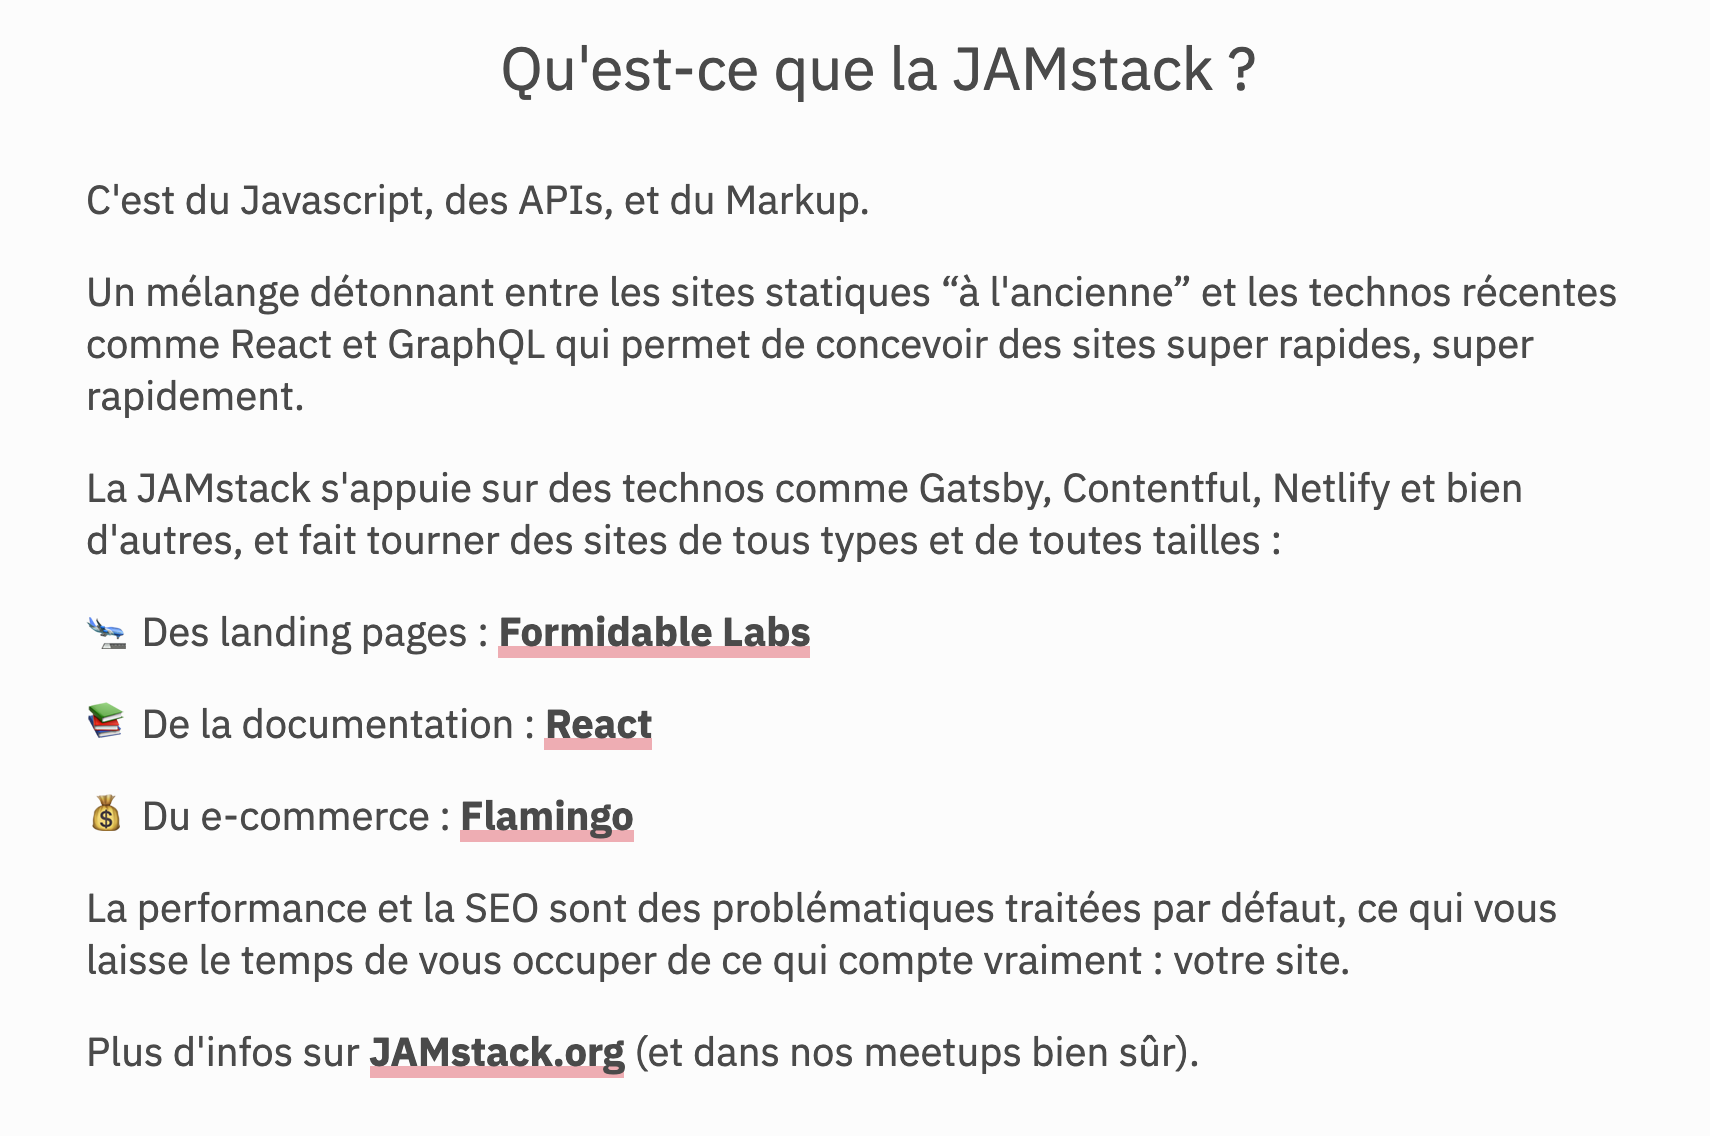 Qu'est-ce que la JAMstack ?
C'est du Javascript, des APIs, et du Markup.
Un mélange détonnant entre les sites statiques “à l'ancienne” et les technos récentes
comme React et GraphQL qui permet de concevoir des sites super rapides, super
rapidement.
La JAMstack s'appuie sur des technos comme Gatsby, Contentful, Netlify et bien
d'autres, et fait tourner des sites de tous types et de toutes tailles :
🛬 Des landing pages : Formidable Labs
📚 De la documentation : React
💰 Du e-commerce : Flamingo
La performance et la SEO sont des problématiques traitées par défaut, ce qui vous
laisse le temps de vous occuper de ce qui compte vraiment : votre site.
Plus d'infos sur JAMstack.org (et dans nos meetups bien sûr).